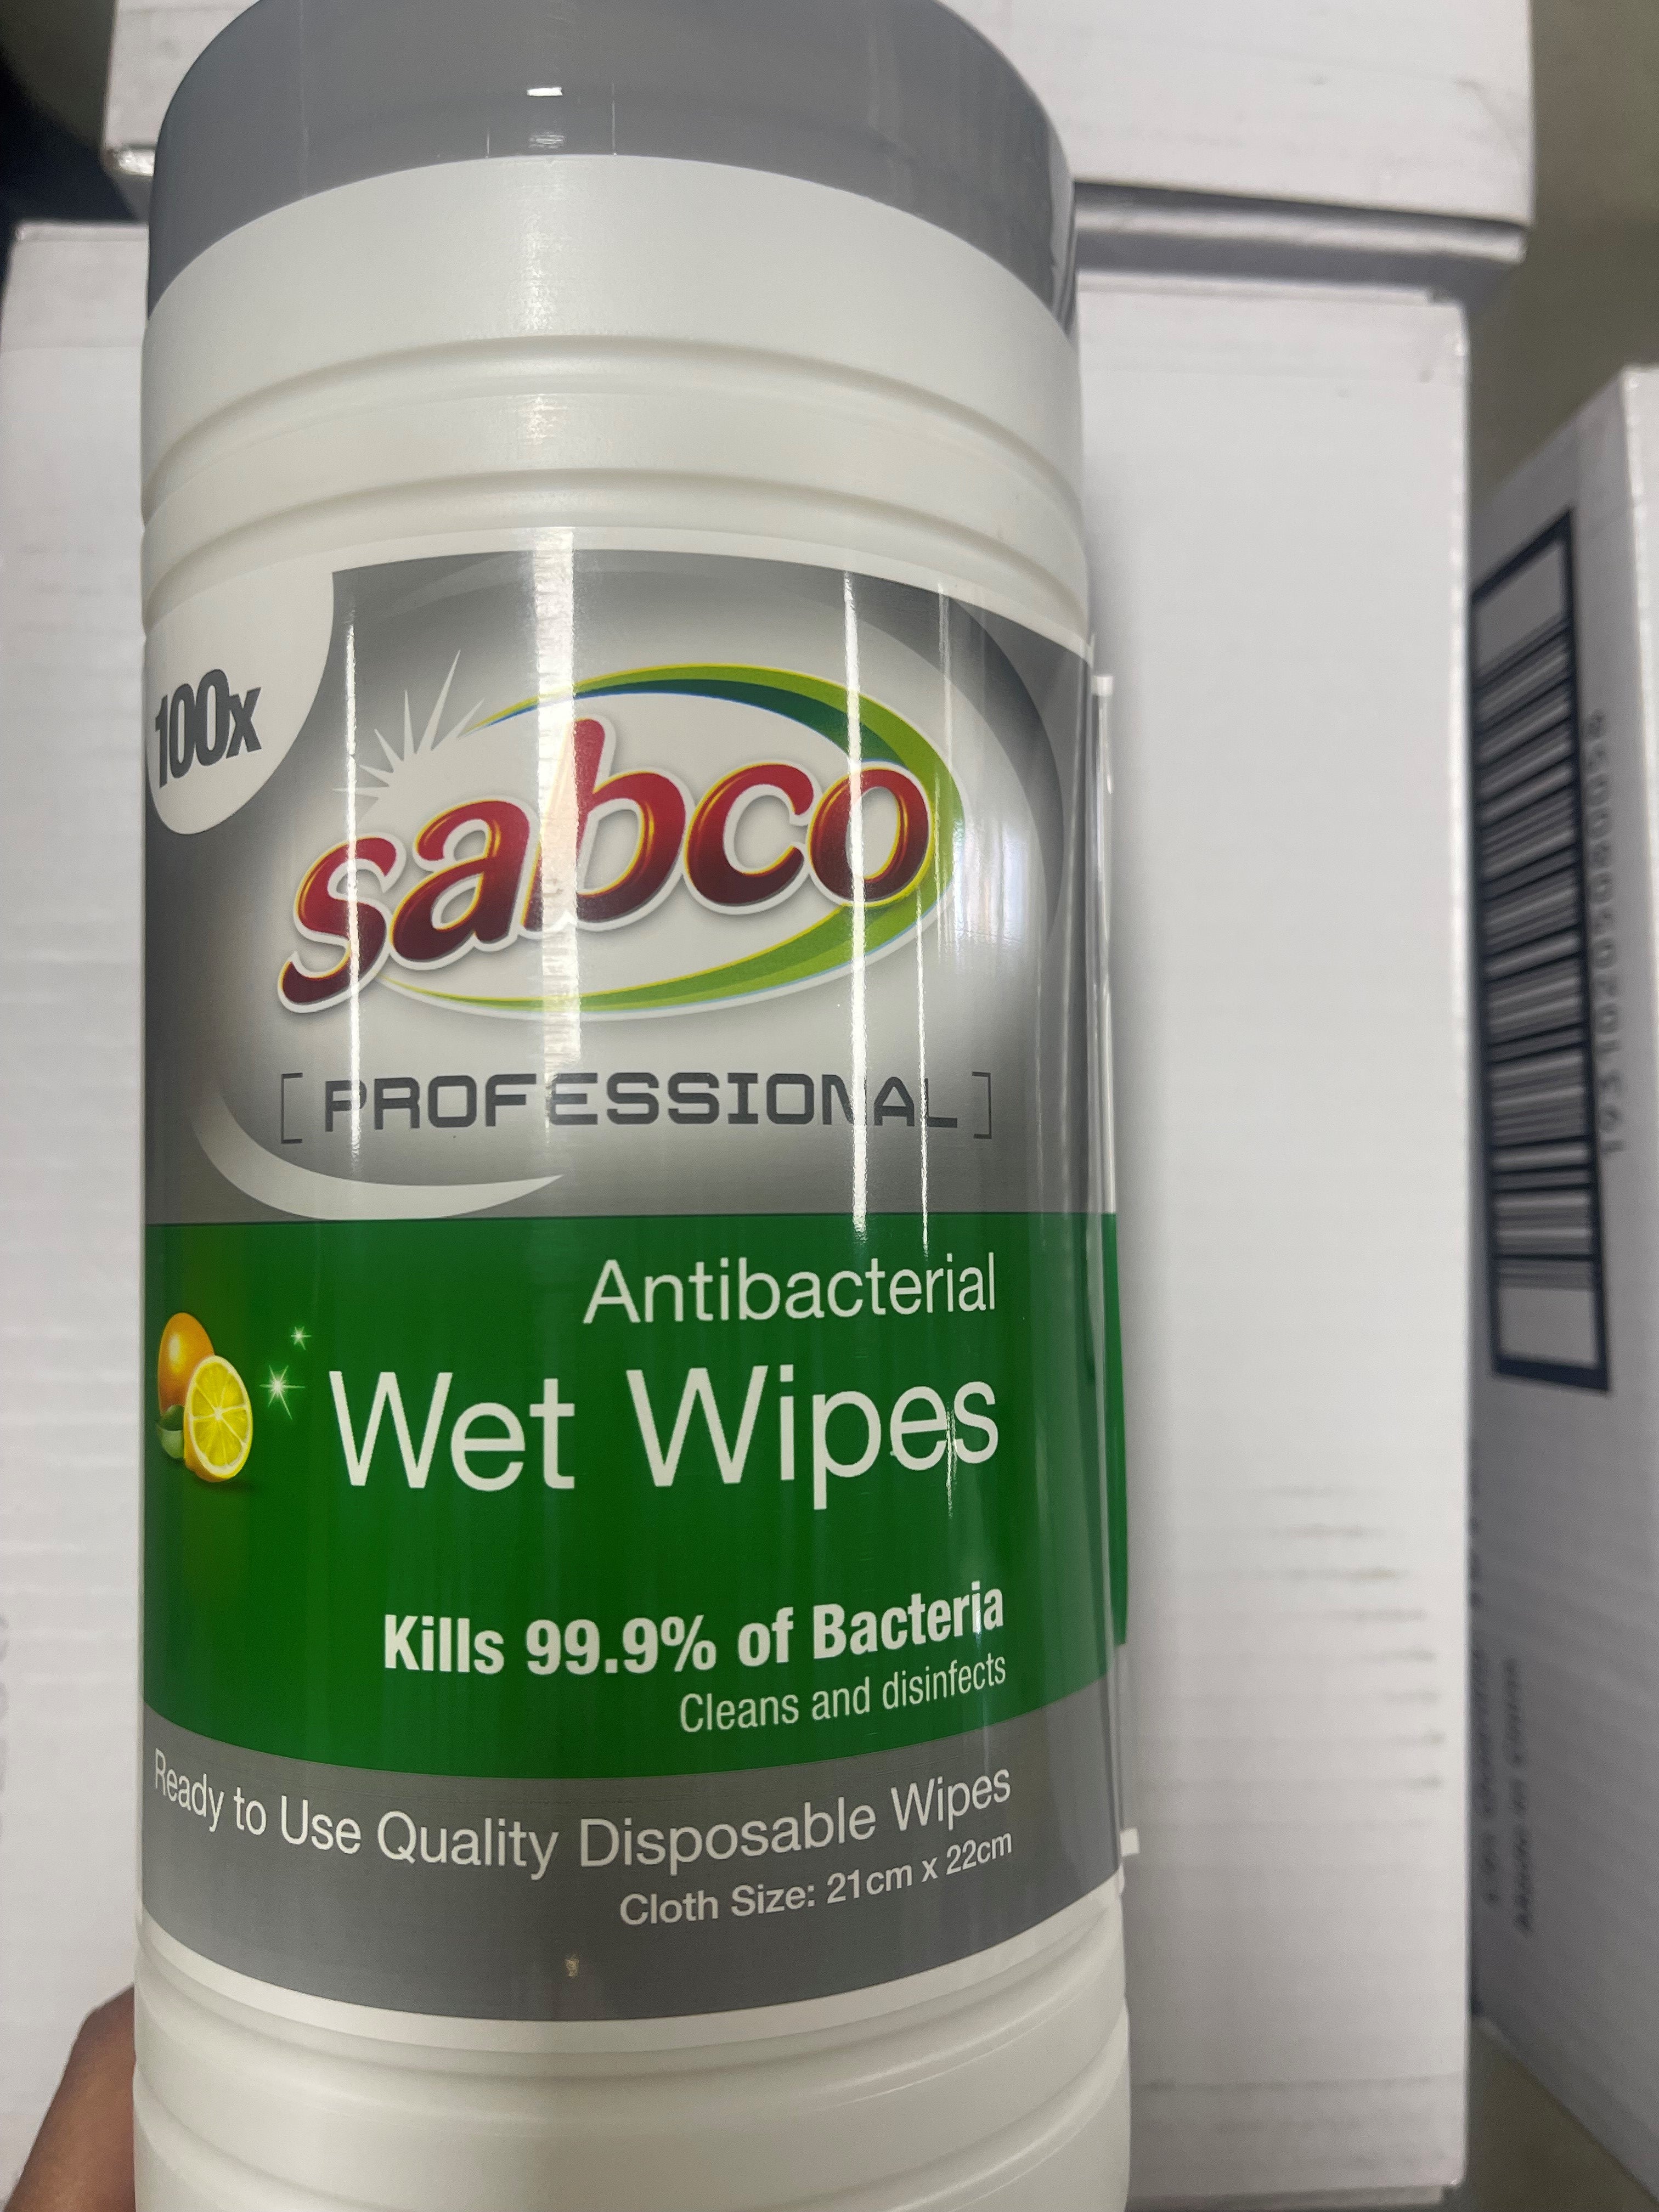 100x
sabco
[ PROFESSIONAL ]
Antibacterial
Wet Wipes
Kills 99.9% of Bacteria
Cleans and disinfects
Ready to Use Quality Disposable Wipes
Cloth Size: 21cm x 22cm